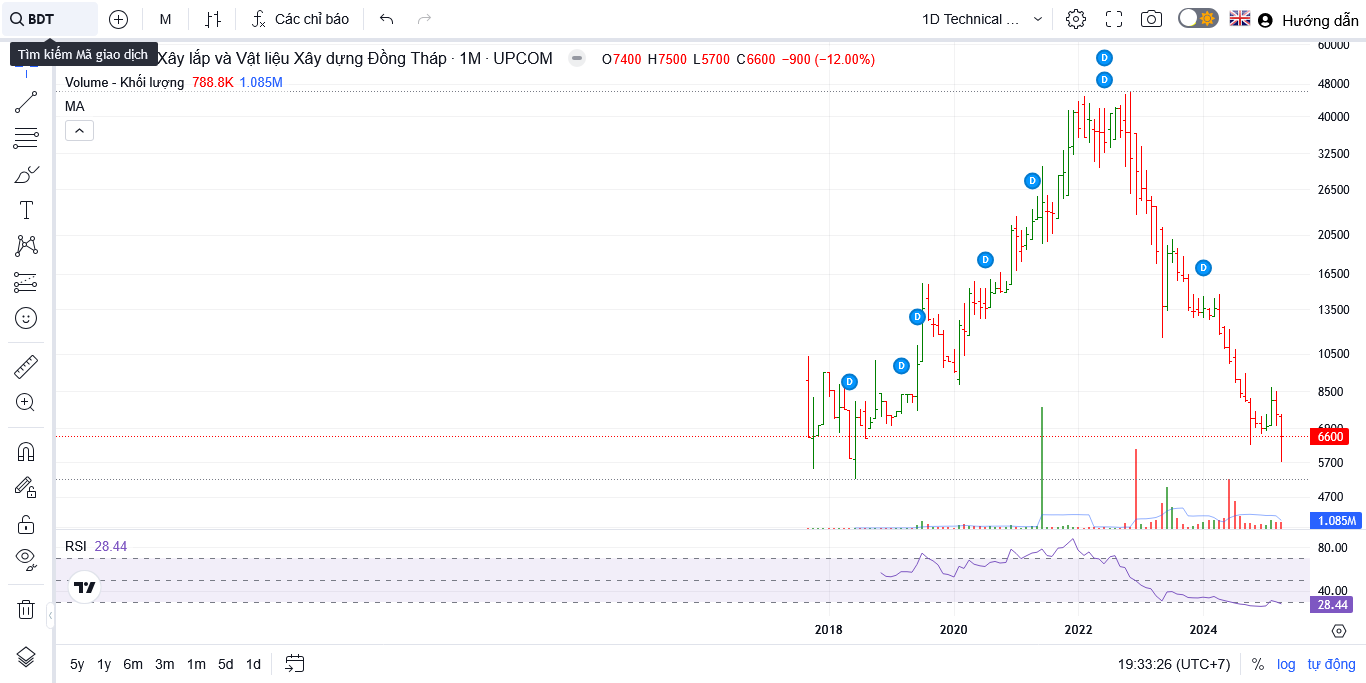 BDT
M
Các chỉ báo
1D Technical ...
Hướng dẫn
Tìm kiếm Mã giao dịch
Xây lắp và Vật liệu Xây dựng Đồng Tháp · 1M · UPCOM
O7400 H7500 L5700 C6600 −900 (−12.00%)
Volume - Khối lượng 788.8K 1.085M
MA
D
D
D
D
D
D
D
D
D
60000
48000
40000
32500
26500
20500
16500
13500
10500
8500
6600
5700
4700
1.085M
RSI 28.44
80.00
40.00
28.44
2018 2020 2022 2024
5y 1y 6m 3m 1m 5d 1d
19:33:26 (UTC+7) % log tự động